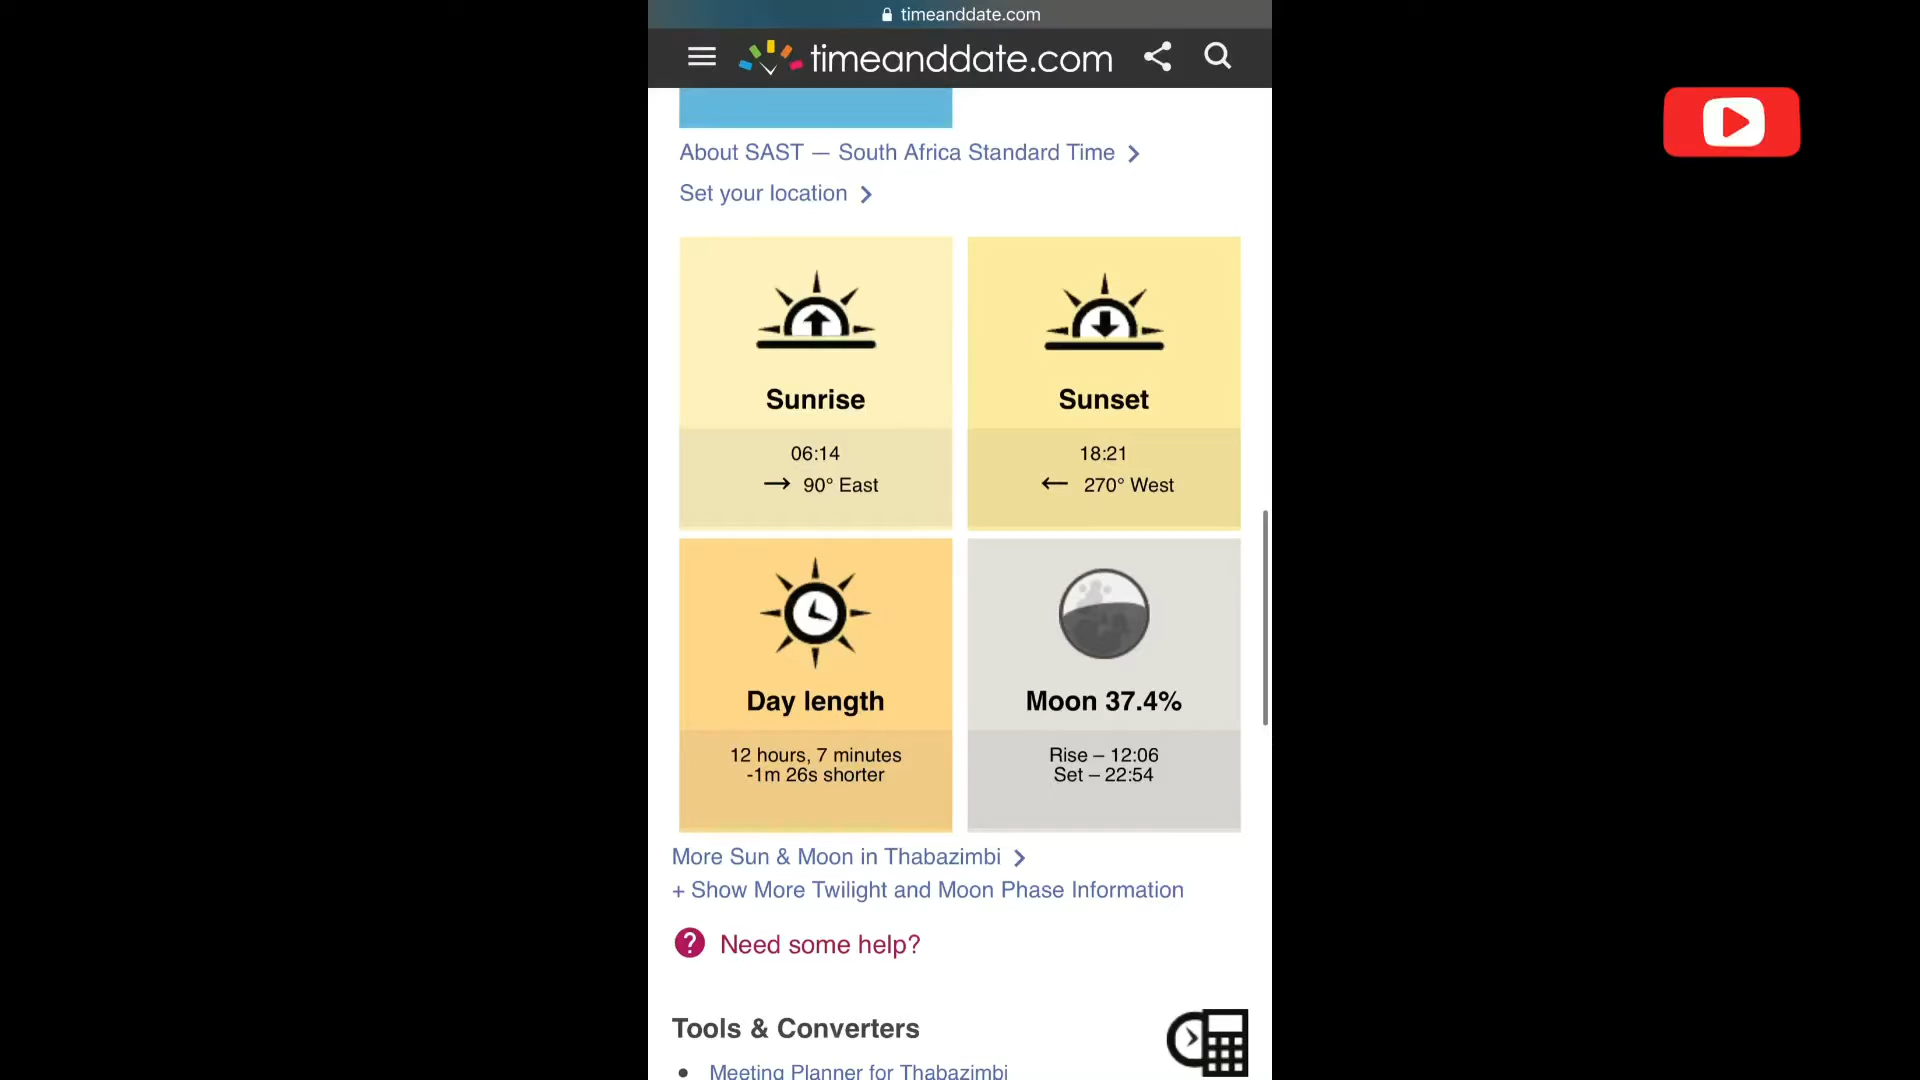 timeanddate.com
timeanddate.com
About SAST — South Africa Standard Time
Set your location
Sunrise
06:14
→ 90° East
Sunset
18:21
← 270° West
Day length
12 hours, 7 minutes
-1m 26s shorter
Moon 37.4%
Rise – 12:06
Set – 22:54
More Sun & Moon in Thabazimbi
+ Show More Twilight and Moon Phase Information
? Need some help?
Tools & Converters
• Meeting Planner for Thabazimbi